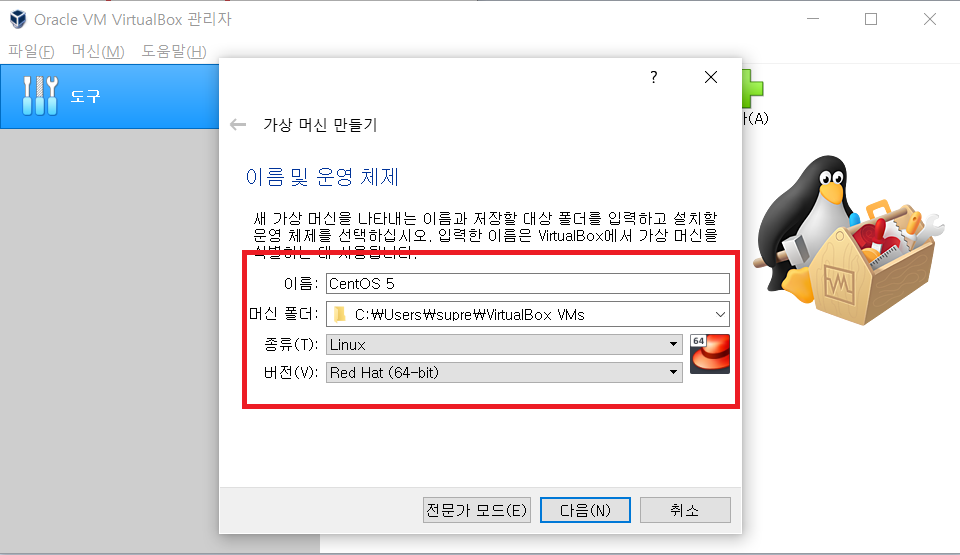 Oracle VM VirtualBox 관리자
파일(F) 머신(M) 도움말(H)
도구
가(A)
?
가상 머신 만들기
이름 및 운영 체제
새 가상 머신을 나타내는 이름과 저장할 대상 폴더를 입력하고 설치할
운영 체제를 선택하십시오. 입력한 이름은 VirtualBox에서 가상 머신을
식별하는 데 사용됩니다.
이름: CentOS 5
머신 폴더: C:₩Users₩supre₩VirtualBox VMs
종류(T): Linux
64
버전(V): Red Hat (64-bit)
전문가 모드(E) 다음(N) 취소